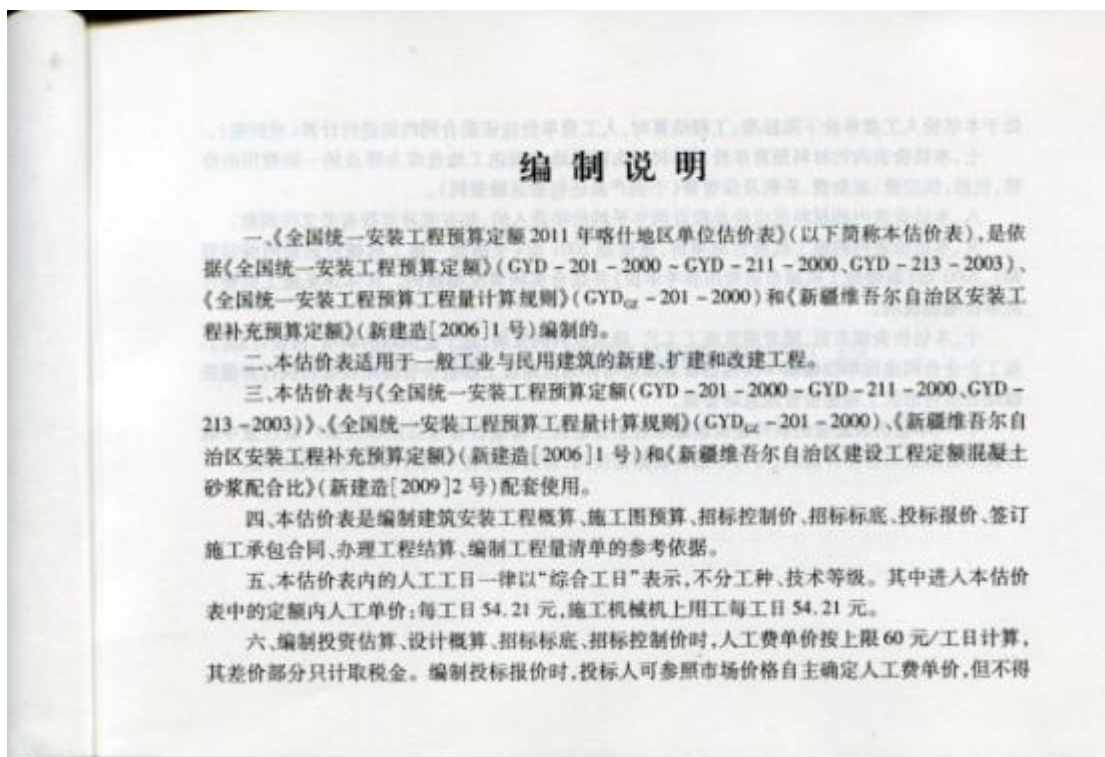 编制说明
一、《全国统一安装工程预算定额2011年喀什地区单位估价表》(以下简称本估价表),是依
据《全国统一安装工程预算定额》(GYD-201-2000~GYD-211-2000、GYD-213-2003)、
《全国统一安装工程预算工程量计算规则》(GYD_GZ-201-2000)和《新疆维吾尔自治区安装工
程补充预算定额》(新建造[2006]1号)编制的。
二、本估价表适用于一般工业与民用建筑的新建、扩建和改建工程。
三、本估价表与《全国统一安装工程预算定额(GYD-201-2000-GYD-211-2000、GYD-
213-2003)》、《全国统一安装工程预算工程量计算规则》(GYD_GZ-201-2000)、《新疆维吾尔自
治区安装工程补充预算定额》(新建造[2006]1号)和《新疆维吾尔自治区建设工程定额混凝土
砂浆配合比》(新建造[2009]2号)配套使用。
四、本估价表是编制建筑安装工程概算、施工图预算、招标控制价、招标标底、投标报价、签订
施工承包合同、办理工程结算、编制工程量清单的参考依据。
五、本估价表内的人工工日一律以“综合工日”表示,不分工种、技术等级。其中进入本估价
表中的定额内人工单价:每工日54.21元,施工机械机上用工每工日54.21元。
六、编制投资估算、设计概算、招标标底、招标控制价时,人工费单价按上限60元/工日计算,
其差价部分只计取税金。编制投标报价时,投标人可参照市场价格自主确定人工费单价,但不得